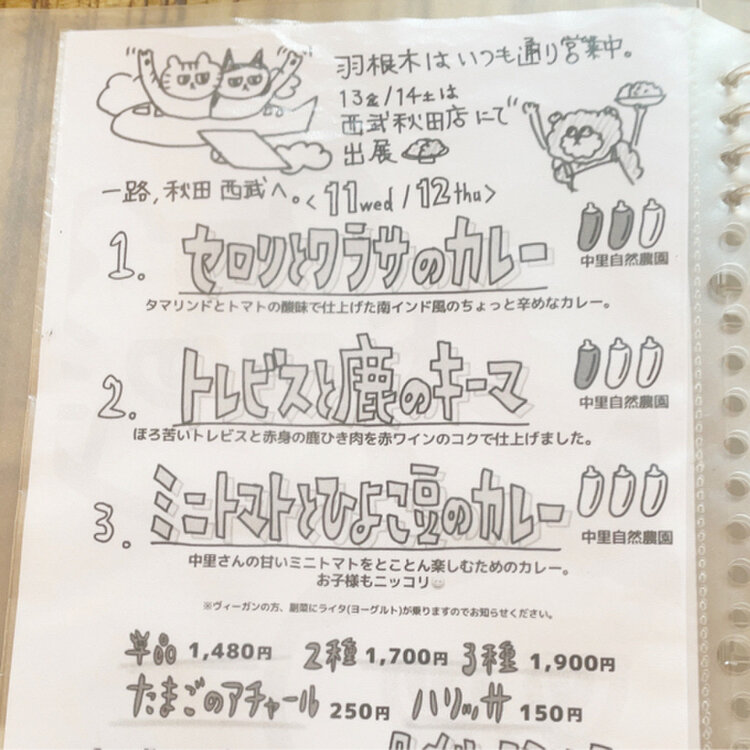 羽根木はいつも通り営業中。
13金/14土は
西武秋田店にて
出展
一路,秋田西武へ。<11wed/12thu>
1. セロリとワラサのカレー
中里自然農園
タマリンドとトマトの酸味で仕上げた南インド風のちょっと辛めなカレー。
2. トレビスと鹿のキーマ
中里自然農園
ほろ苦いトレビスと赤身の鹿ひき肉を赤ワインのコクで仕上げました。
3. ミニトマトとひよこ豆のカレー
中里自然農園
中里さんの甘いミニトマトをとことん楽しむためのカレー。
お子様もニッコリ
※ヴィーガンの方、副菜にライタ(ヨーグルト)が乗りますのでお知らせください。
単品 1,480円 2種 1,700円 3種 1,900円
たまごのアチャール 250円 ハリッサ 150円